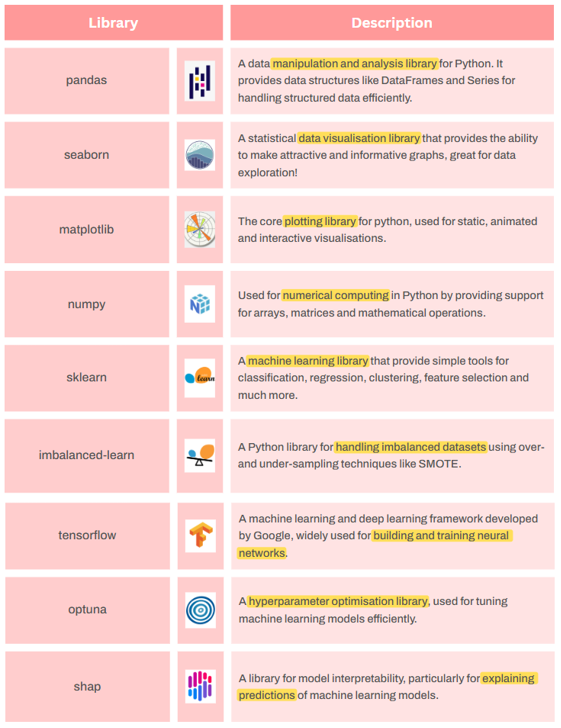 Library
Description
pandas
A data manipulation and analysis library for Python. It
provides data structures like DataFrames and Series for
handling structured data efficiently.
seaborn
A statistical data visualisation library that provides the ability
to make attractive and informative graphs, great for data
exploration!
matplotlib
The core plotting library for python, used for static, animated
and interactive visualisations.
numpy
N
Used for numerical computing in Python by providing support
for arrays, matrices and mathematical operations.
sklearn
learn
A machine learning library that provide simple tools for
classification, regression, clustering, feature selection and
much more.
imbalanced-learn
A Python library for handling imbalanced datasets using over-
and under-sampling techniques like SMOTE.
tensorflow
A machine learning and deep learning framework developed
by Google, widely used for building and training neural
networks.
optuna
A hyperparameter optimisation library, used for tuning
machine learning models efficiently.
shap
A library for model interpretability, particularly for explaining
predictions of machine learning models.